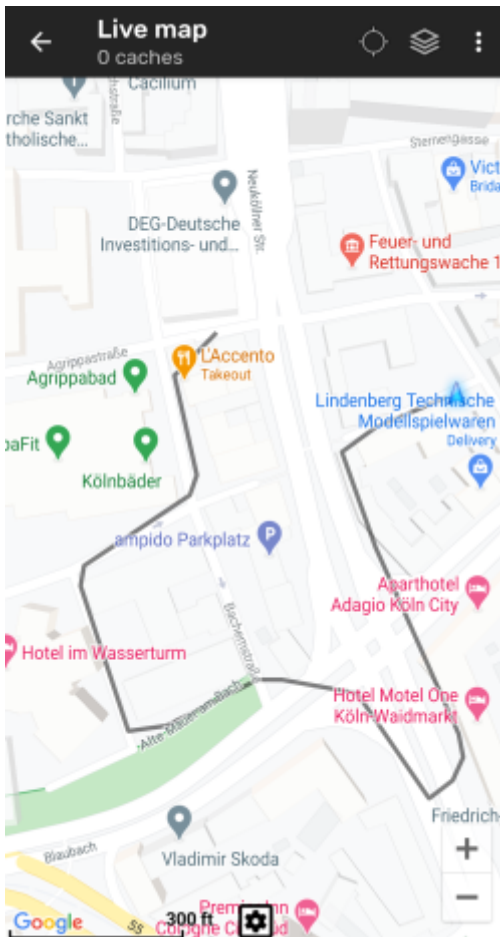 Live map
0 caches
Cäcilium
rche Sankt
tholische...
Sternengasse
Neuköllner Str.
Vict
Brida
DEG-Deutsche
Investitions- und...
Feuer- und
Rettungswache 1
Agrippastraße
L'Accento
Takeout
Agrippabad
Lindenberg Technische
Modellspielwaren
Delivery
paFit
Kölnbäder
ampido Parkplatz
P
Aparthotel
Adagio Köln City
Bachemstraße
Hotel im Wasserturm
Hotel Motel One
Köln-Waidmarkt
-Alte-Mauer-am-Bach-
Friedrich-
+
Blaubach
Vladimir Skoda
−
300 ft
Google